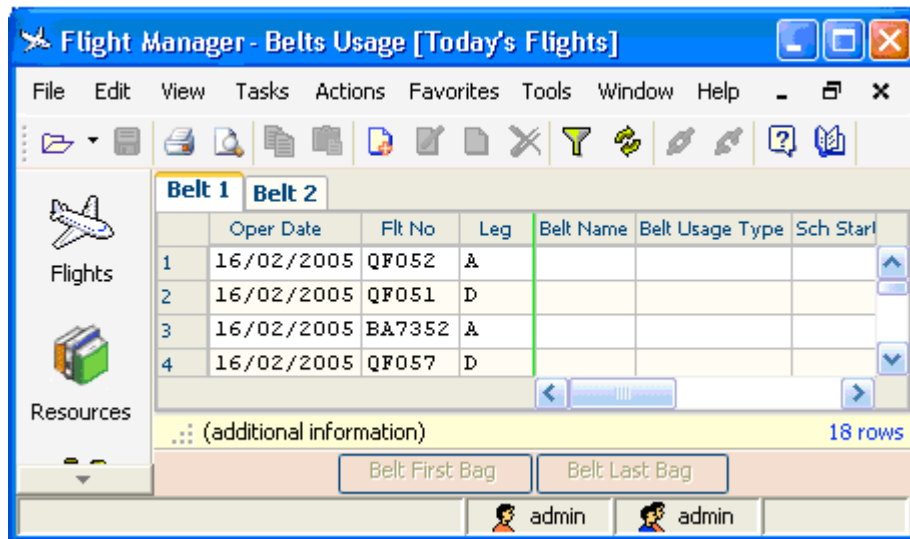 Flight Manager - Belts Usage [Today's Flights]
File Edit View Tasks Actions Favorites Tools Window Help
Belt 1 Belt 2
Oper Date Flt No Leg Belt Name Belt Usage Type Sch Start
1 16/02/2005 QF052 A
2 16/02/2005 QF051 D
3 16/02/2005 BA7352 A
4 16/02/2005 QF057 D
Flights
Resources
(additional information) 18 rows
Belt First Bag Belt Last Bag
admin admin